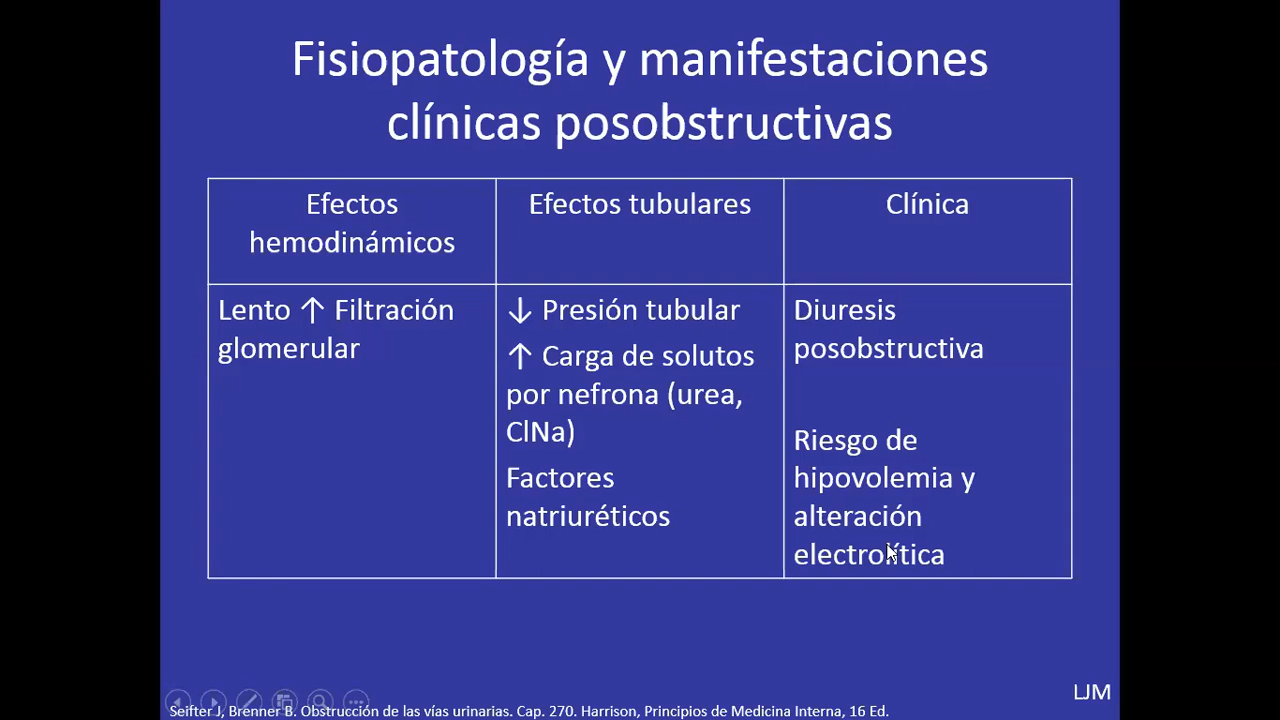 Fisiopatología y manifestaciones
clínicas posobstructivas
Efectos
hemodinámicos
Efectos tubulares
Clínica
Lento ↑ Filtración
glomerular
↓ Presión tubular
↑ Carga de solutos
por nefrona (urea,
ClNa)
Factores
natriuréticos
Diuresis
posobstructiva
Riesgo de
hipovolemia y
alteración
electrolítica
LJM
Seifter J, Brenner B. Obstrucción de las vías urinarias. Cap. 270. Harrison, Principios de Medicina Interna, 16 Ed.